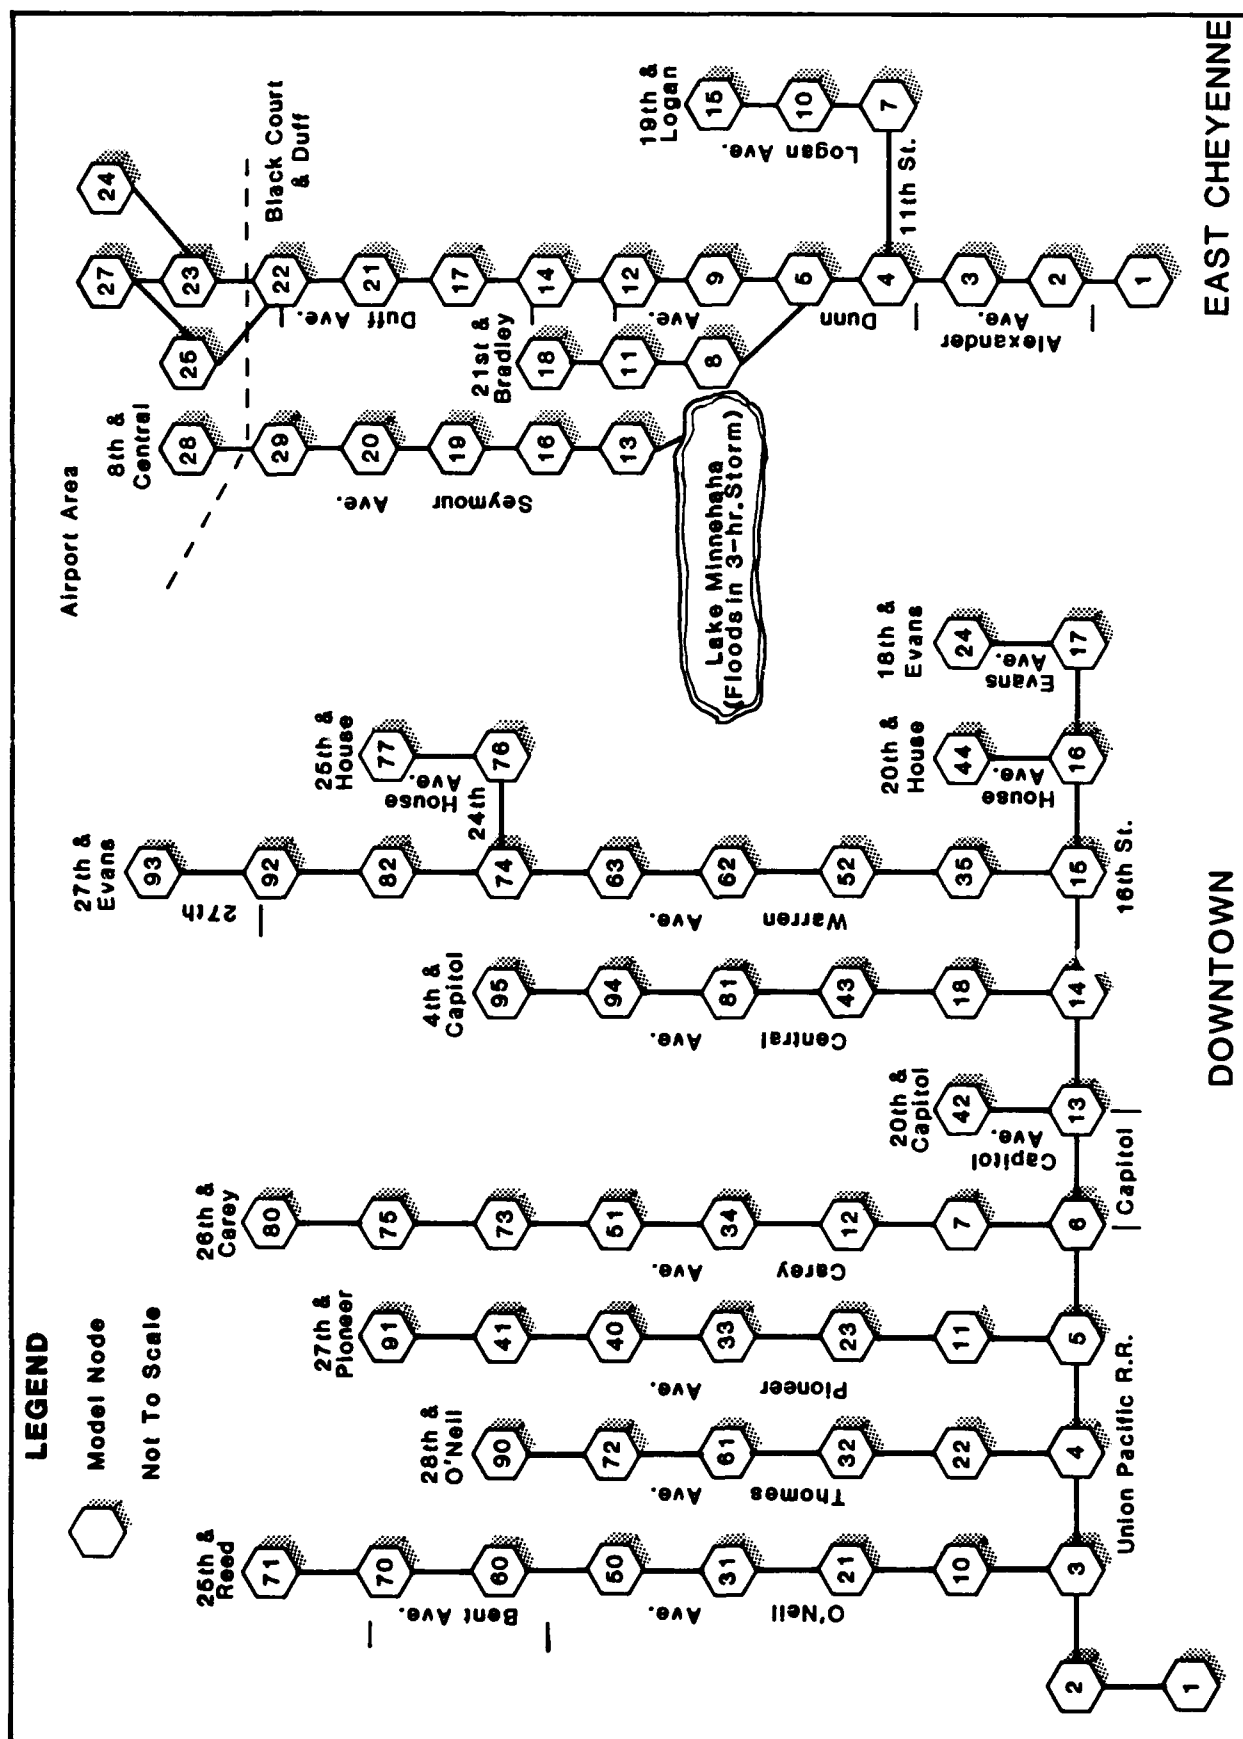 LEGEND
Model Node
Not To Scale
25th &
Reed
71
70
60
50
31
21
10
3
2
1
Bent Ave.
O'Neil Ave.
28th &
O'Neil
90
72
61
32
22
4
Thomes Ave.
Union Pacific R.R.
27th &
Pioneer
91
41
40
33
23
11
5
Pioneer Ave.
26th &
Carey
80
75
73
51
34
12
7
6
Carey Ave.
Capitol
20th &
Capitol
42
13
Capitol
Ave.
4th &
Capitol
95
94
81
43
18
14
Central Ave.
27th &
Evans
93
92
82
74
63
62
52
35
15
27th
Warren Ave.
16th St.
25th &
House
77
76
House
Ave.
24th
20th &
House
44
16
House
Ave.
18th &
Evans
24
17
Evans
Ave.
DOWNTOWN
Airport Area
8th &
Central
28
29
20
19
16
13
Seymour Ave.
Lake Minnehaha
(Floods in 3-hr. Storm)
21st &
Bradley
18
11
8
25
27
24
23
22
21
17
14
12
9
5
4
3
2
1
Black Court
& Duff
Duff Ave.
Dunn Ave.
Alexander
Ave.
11th St.
19th &
Logan
15
10
7
Logan Ave.
EAST CHEYENNE